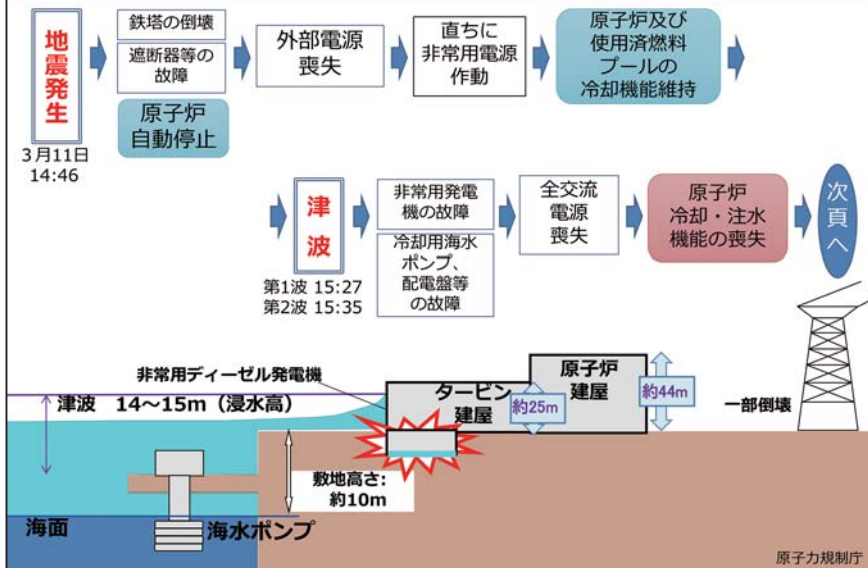 地震発生
3月11日
14:46
鉄塔の倒壊
遮断器等の
故障
原子炉
自動停止
外部電源
喪失
直ちに
非常用電源
作動
原子炉及び
使用済燃料
プールの
冷却機能維持
津波
第1波 15:27
第2波 15:35
非常用発電
機の故障
冷却用海水
ポンプ、
配電盤等
の故障
全交流
電源
喪失
原子炉
冷却・注水
機能の喪失
次頁へ
非常用ディーゼル発電機
津波 14～15m（浸水高）
タービン
建屋
約25m
原子炉
建屋
約44m
一部倒壊
敷地高さ:
約10m
海面
海水ポンプ
原子力規制庁